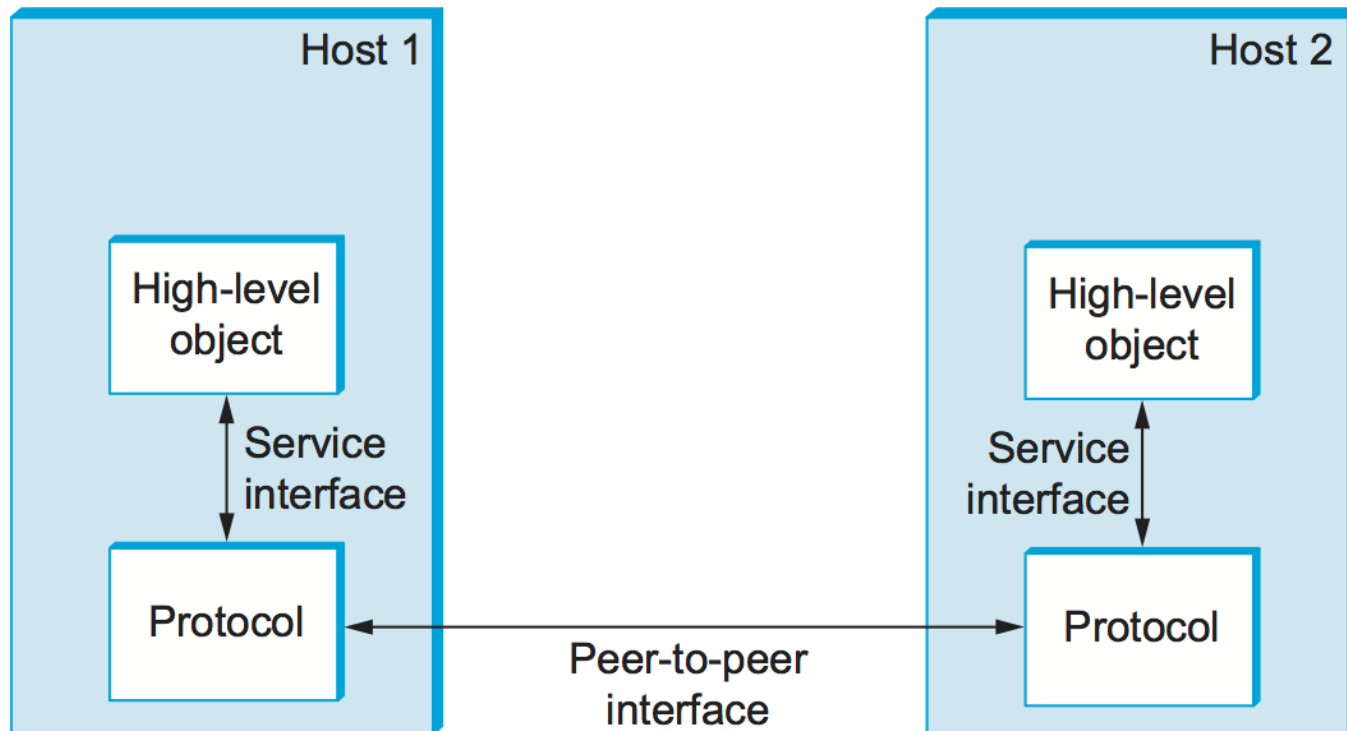 Host 1
Host 2
High-level
object
High-level
object
Service
interface
Service
interface
Protocol
Protocol
Peer-to-peer
interface